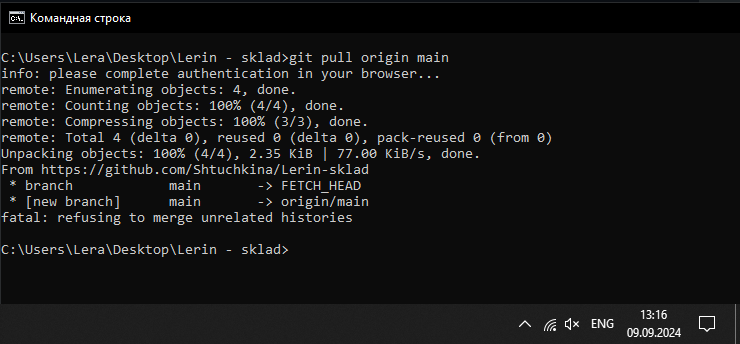 Командная строка
C:\Users\Lera\Desktop\Lerin - sklad>git pull origin main
info: please complete authentication in your browser...
remote: Enumerating objects: 4, done.
remote: Counting objects: 100% (4/4), done.
remote: Compressing objects: 100% (3/3), done.
remote: Total 4 (delta 0), reused 0 (delta 0), pack-reused 0 (from 0)
Unpacking objects: 100% (4/4), 2.35 KiB | 77.00 KiB/s, done.
From https://github.com/Shtuchkina/Lerin-sklad
 * branch            main       -> FETCH_HEAD
 * [new branch]      main       -> origin/main
fatal: refusing to merge unrelated histories
C:\Users\Lera\Desktop\Lerin - sklad>
ENG
13:16
09.09.2024